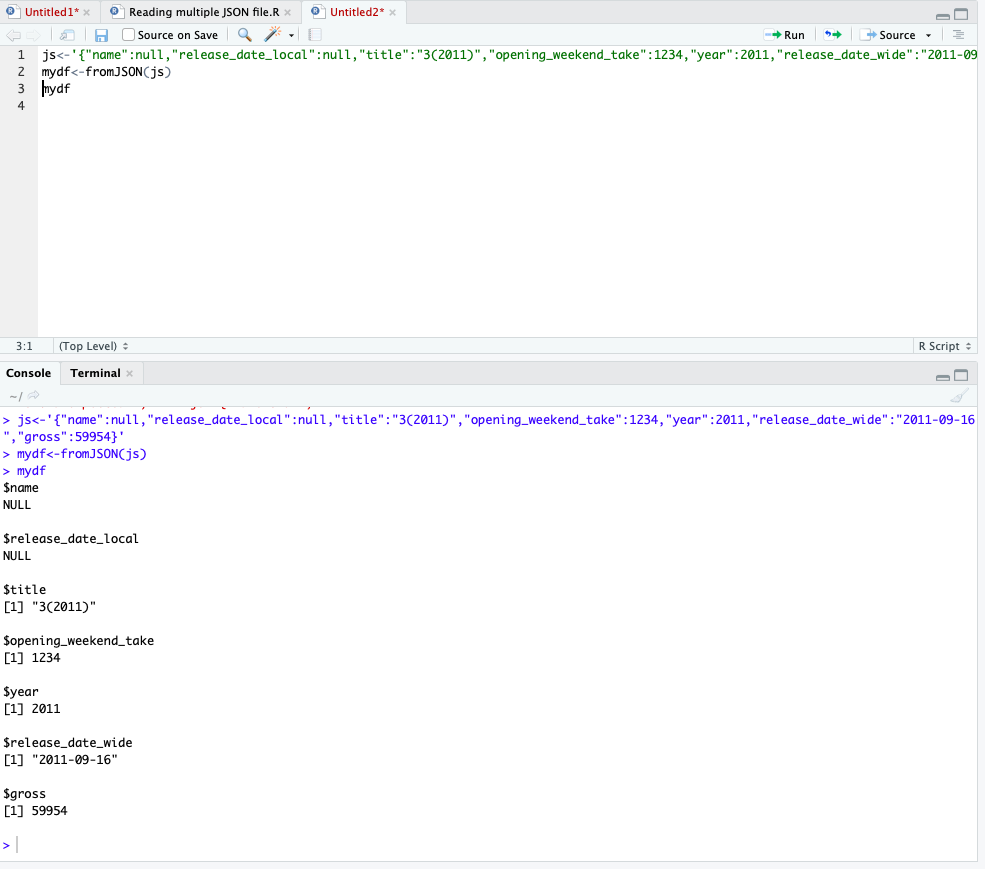 Untitled1* Reading multiple JSON file.R Untitled2*
Source on Save Run Source
1 js<-'{"name":null,"release_date_local":null,"title":"3(2011)","opening_weekend_take":1234,"year":2011,"release_date_wide":"2011-09
2 mydf<-fromJSON(js)
3 mydf
4
3:1 (Top Level) R Script
Console Terminal
~/
> js<-'{"name":null,"release_date_local":null,"title":"3(2011)","opening_weekend_take":1234,"year":2011,"release_date_wide":"2011-09-16
","gross":59954}'
> mydf<-fromJSON(js)
> mydf
$name
NULL
$release_date_local
NULL
$title
[1] "3(2011)"
$opening_weekend_take
[1] 1234
$year
[1] 2011
$release_date_wide
[1] "2011-09-16"
$gross
[1] 59954
>